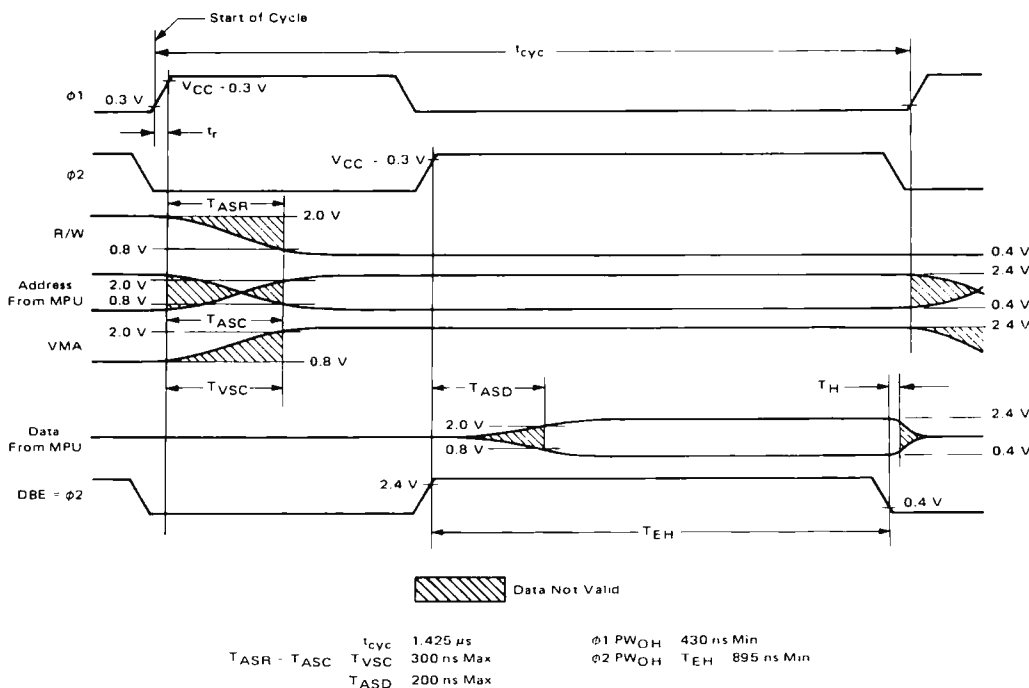 Start of Cycle
tcyc
ϕ1
0.3 V
VCC - 0.3 V
tr
ϕ2
VCC - 0.3 V
TASR
2.0 V
R/W
0.8 V
0.4 V
2.4 V
Address
From MPU
2.0 V
0.8 V
0.4 V
TASC
2.0 V
2.4 V
VMA
0.8 V
TVSC
TASD
TH
Data
From MPU
2.0 V
0.8 V
2.4 V
0.4 V
DBE = ϕ2
2.4 V
0.4 V
TEH
Data Not Valid
tcyc 1.425 μs
ϕ1 PWOH 430 ns Min
TASR - TASC TVSC 300 ns Max
ϕ2 PWOH TEH 895 ns Min
TASD 200 ns Max